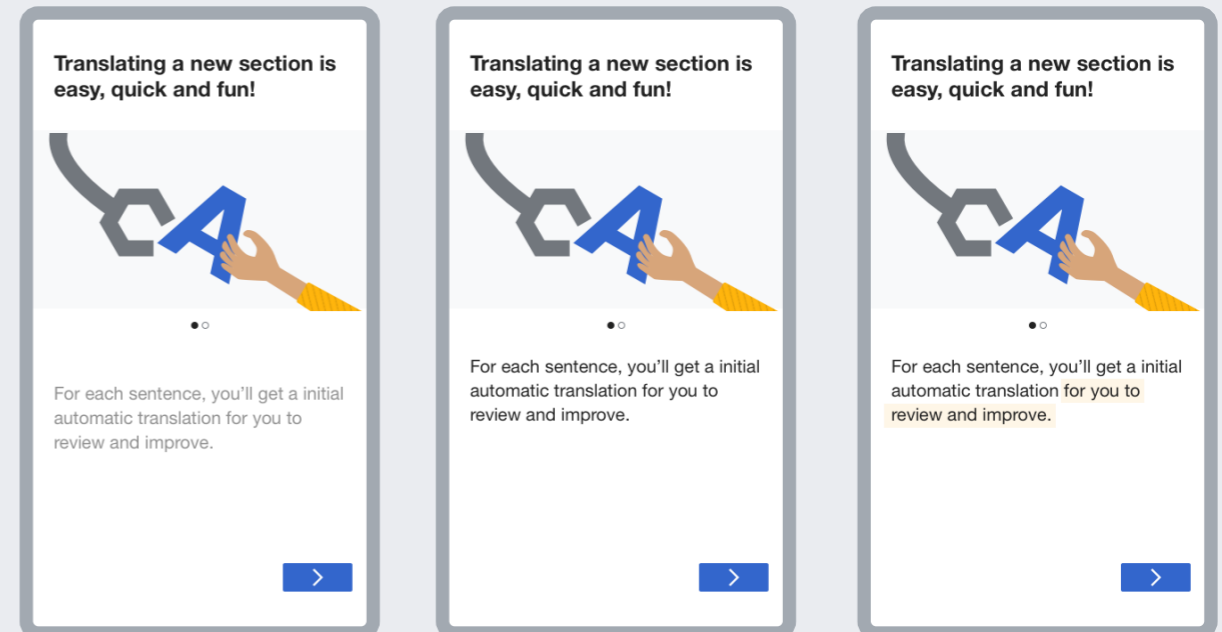 Translating a new section is
easy, quick and fun!
For each sentence, you'll get a initial
automatic translation for you to
review and improve.
Translating a new section is
easy, quick and fun!
For each sentence, you'll get a initial
automatic translation for you to
review and improve.
Translating a new section is
easy, quick and fun!
For each sentence, you'll get a initial
automatic translation for you to
review and improve.